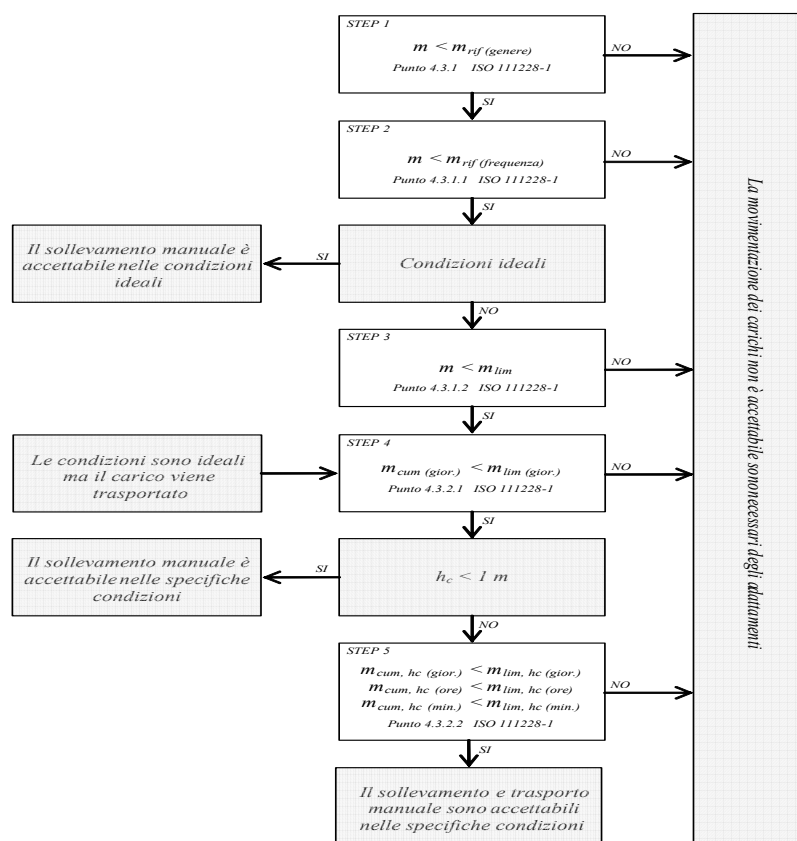 STEP 1
m < m rif (genere)
Punto 4.3.1 ISO 111228-1
NO
SI
STEP 2
m < m rif (frequenza)
Punto 4.3.1.1 ISO 111228-1
NO
SI
Il sollevamento manuale è
accettabile nelle condizioni
ideali
SI
Condizioni ideali
NO
STEP 3
m < m lim
Punto 4.3.1.2 ISO 111228-1
NO
SI
Le condizioni sono ideali
ma il carico viene
trasportato
STEP 4
m cum (gior.) < m lim (gior.)
Punto 4.3.2.1 ISO 111228-1
NO
SI
Il sollevamento manuale è
accettabile nelle specifiche
condizioni
SI
h c < 1 m
NO
STEP 5
m cum, hc (gior.) < m lim, hc (gior.)
m cum, hc (ore) < m lim, hc (ore)
m cum, hc (min.) < m lim, hc (min.)
Punto 4.3.2.2 ISO 111228-1
NO
SI
Il sollevamento e trasporto
manuale sono accettabili
nelle specifiche condizioni
La movimentazione dei carichi non è accettabile sononecessari degli adattamenti